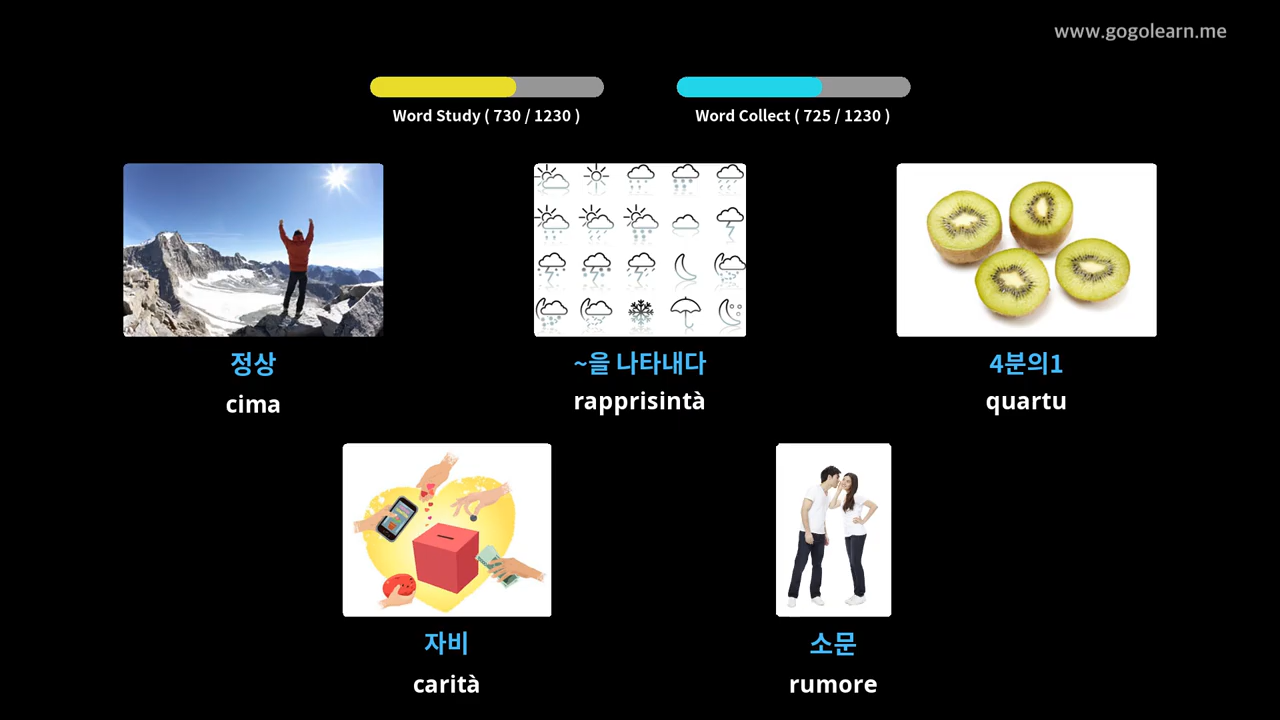 www.gogolearn.me
Word Study ( 730 / 1230 )
Word Collect ( 725 / 1230 )
정상
cima
~을 나타내다
rapprisintà
4분의1
quartu
자비
carità
소문
rumore